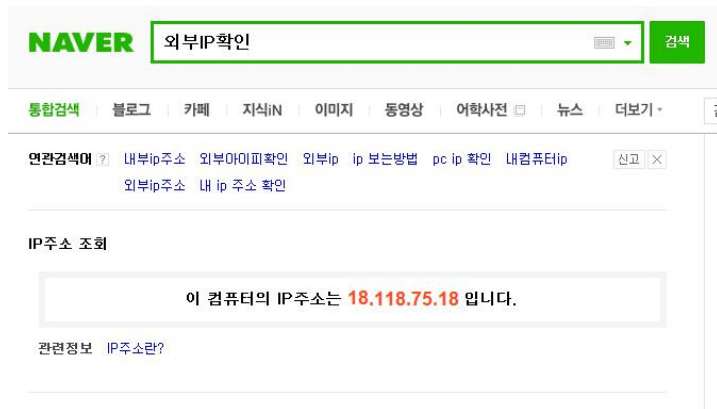 NAVER 외부IP확인 검색
통합검색 블로그 카페 지식iN 이미지 동영상 어학사전 뉴스 더보기
연관검색어 ? 내부ip주소 외부아이피확인 외부ip ip 보는방법 pc ip 확인 내컴퓨터ip 신고
외부ip주소 내 ip 주소 확인
IP주소 조회
이 컴퓨터의 IP주소는 18.118.75.18 입니다.
관련정보 IP주소란?